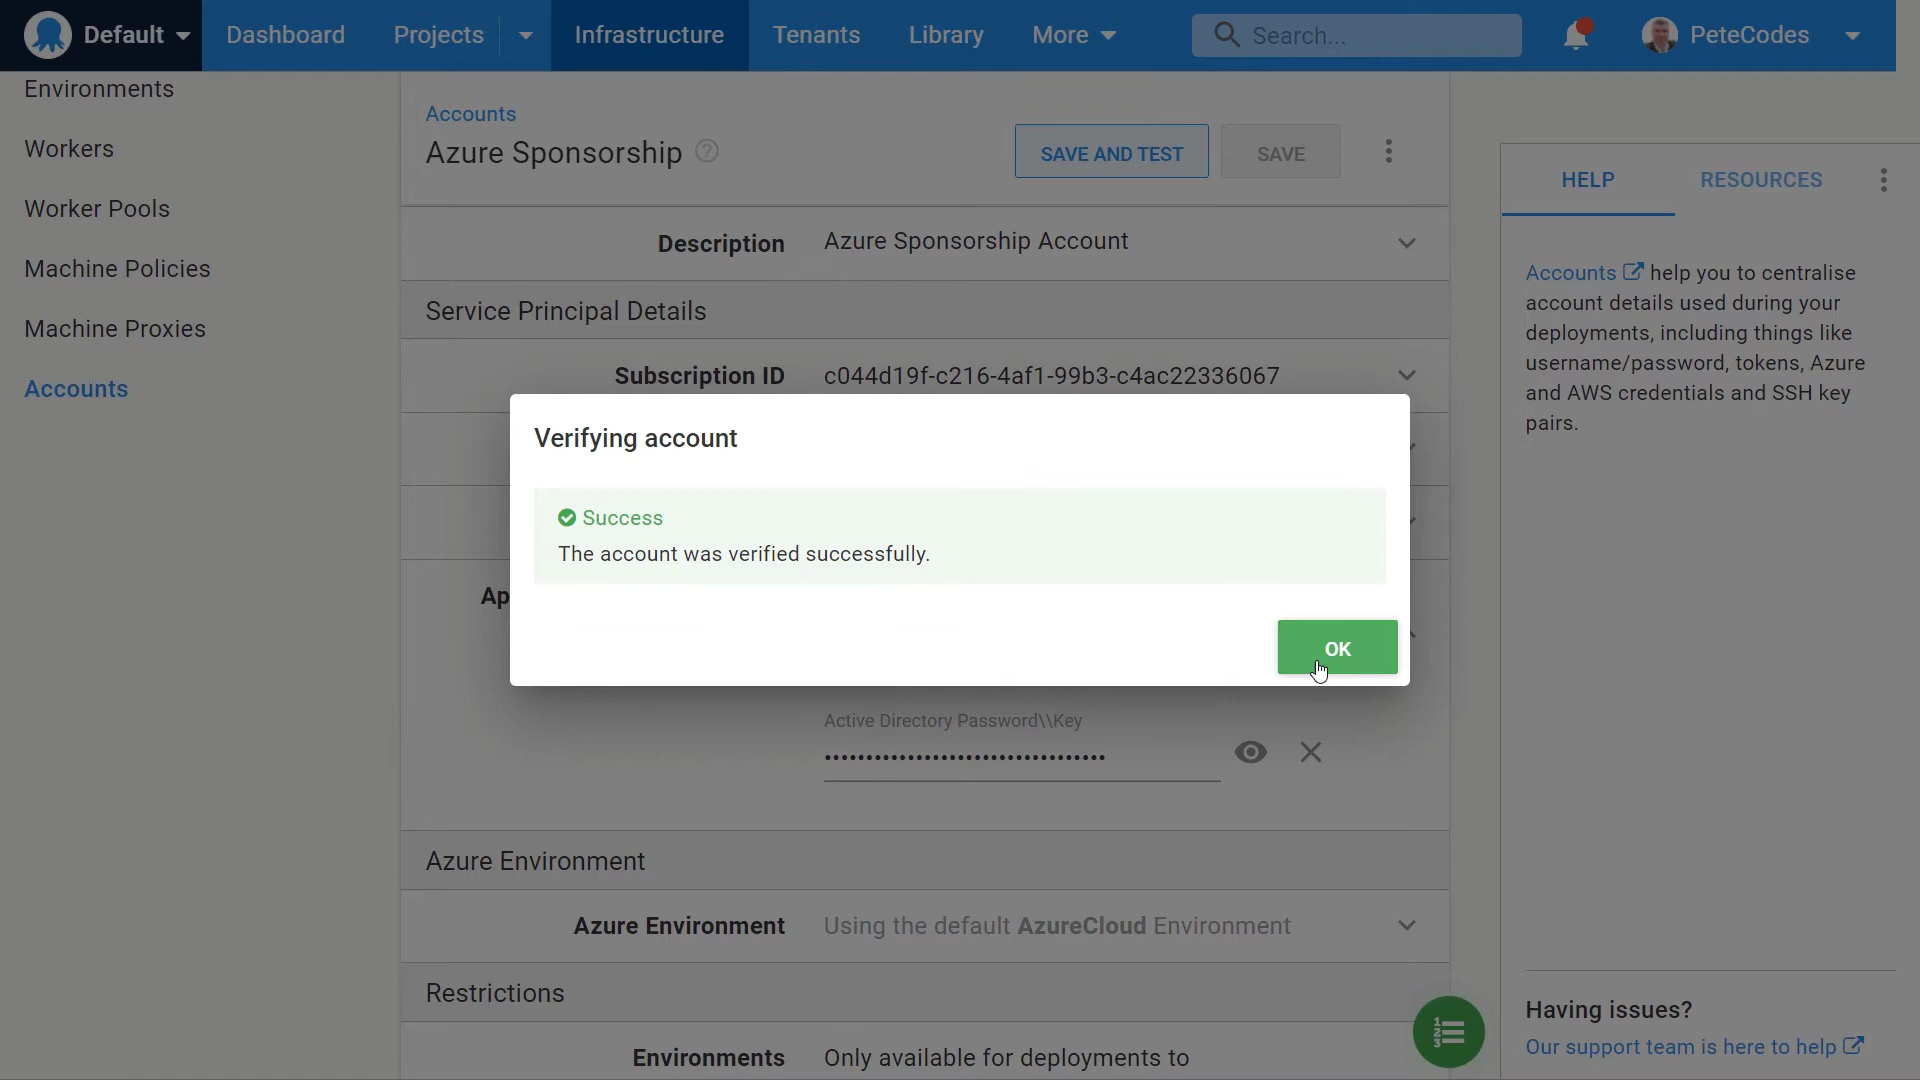 Default
Dashboard
Projects
Infrastructure
Tenants
Library
More
Search...
PeteCodes
Environments
Workers
Worker Pools
Machine Policies
Machine Proxies
Accounts
Accounts
Azure Sponsorship
SAVE AND TEST
SAVE
Description
Azure Sponsorship Account
Service Principal Details
Subscription ID
c044d19f-c216-4af1-99b3-c4ac22336067
Verifying account
Success
The account was verified successfully.
Ap
OK
Active Directory Password\\Key
Azure Environment
Azure Environment
Using the default AzureCloud Environment
Restrictions
Environments
Only available for deployments to
HELP
RESOURCES
Accounts help you to centralise
account details used during your
deployments, including things like
username/password, tokens, Azure
and AWS credentials and SSH key
pairs.
Having issues?
Our support team is here to help